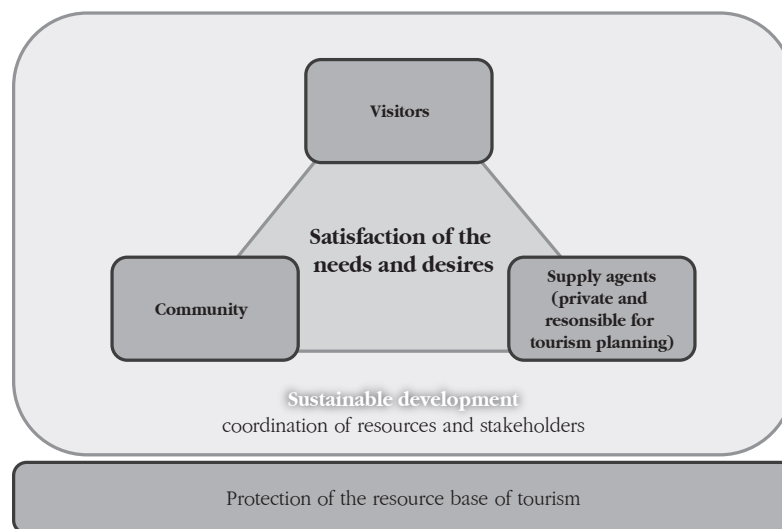 Visitors
Satisfaction of the
needs and desires
Community
Supply agents
(private and
resonsible for
tourism planning)
Sustainable development
coordination of resources and stakeholders
Protection of the resource base of tourism